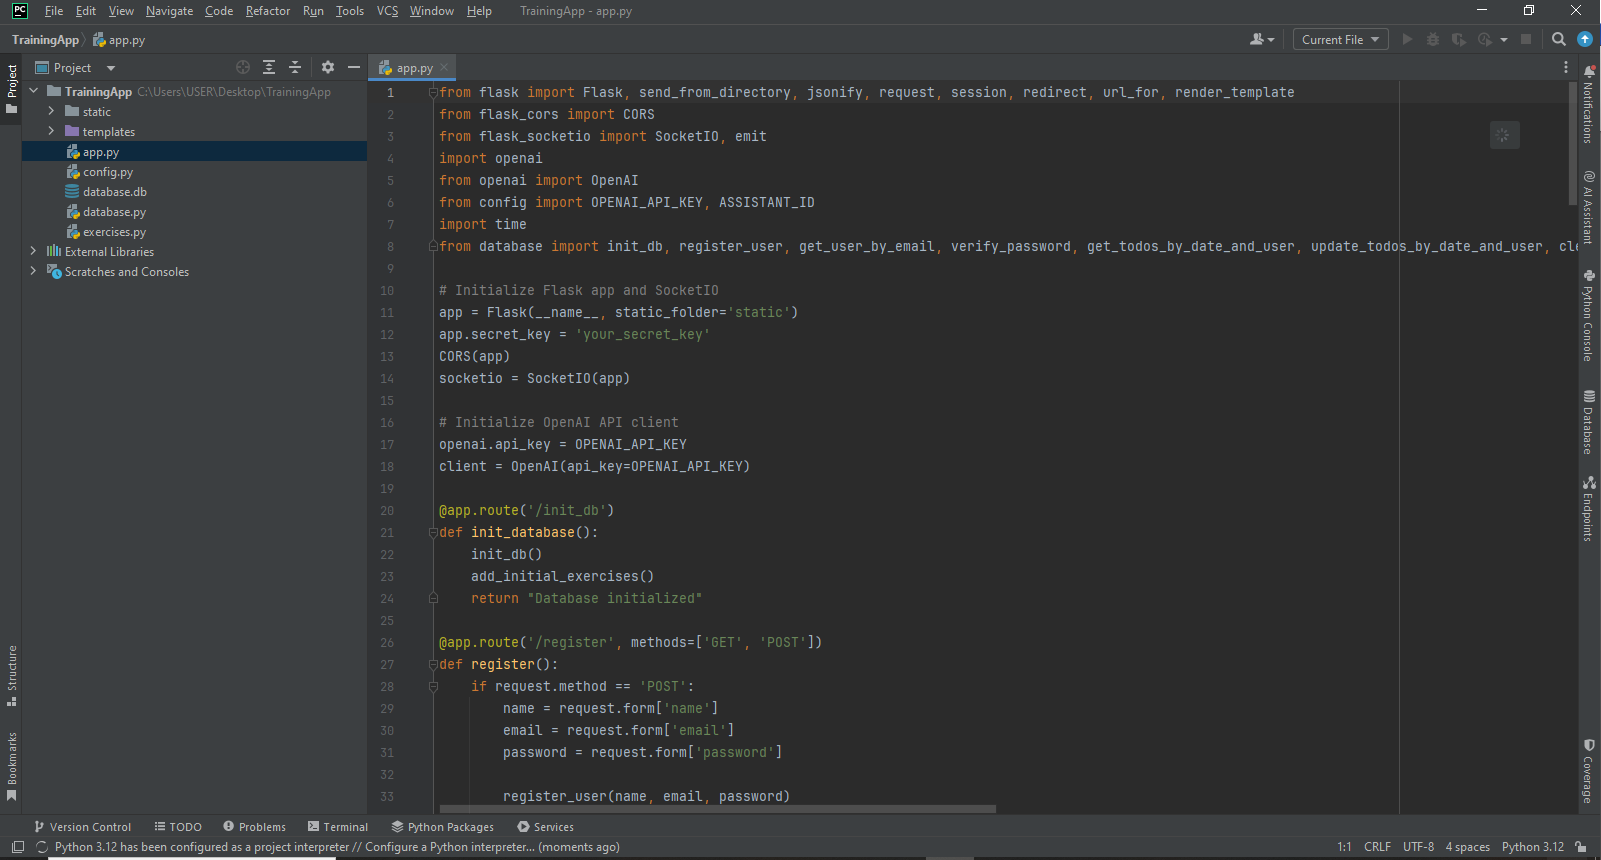 PC File Edit View Navigate Code Refactor Run Tools VCS Window Help TrainingApp - app.py
TrainingApp app.py Current File
Project app.py
TrainingApp C:\Users\USER\Desktop\TrainingApp
static
templates
app.py
config.py
database.db
database.py
exercises.py
External Libraries
Scratches and Consoles
1 from flask import Flask, send_from_directory, jsonify, request, session, redirect, url_for, render_template
2 from flask_cors import CORS
3 from flask_socketio import SocketIO, emit
4 import openai
5 from openai import OpenAI
6 from config import OPENAI_API_KEY, ASSISTANT_ID
7 import time
8 from database import init_db, register_user, get_user_by_email, verify_password, get_todos_by_date_and_user, update_todos_by_date_and_user, cle
9
10 # Initialize Flask app and SocketIO
11 app = Flask(__name__, static_folder='static')
12 app.secret_key = 'your_secret_key'
13 CORS(app)
14 socketio = SocketIO(app)
15
16 # Initialize OpenAI API client
17 openai.api_key = OPENAI_API_KEY
18 client = OpenAI(api_key=OPENAI_API_KEY)
19
20 @app.route('/init_db')
21 def init_database():
22 init_db()
23 add_initial_exercises()
24 return "Database initialized"
25
26 @app.route('/register', methods=['GET', 'POST'])
27 def register():
28 if request.method == 'POST':
29 name = request.form['name']
30 email = request.form['email']
31 password = request.form['password']
32
33 register_user(name, email, password)
Project
Structure
Bookmarks
Notifications
AI Assistant
Python Console
Database
Endpoints
Coverage
Version Control TODO Problems Terminal Python Packages Services
Python 3.12 has been configured as a project interpreter // Configure a Python interpreter... (moments ago) 1:1 CRLF UTF-8 4 spaces Python 3.12